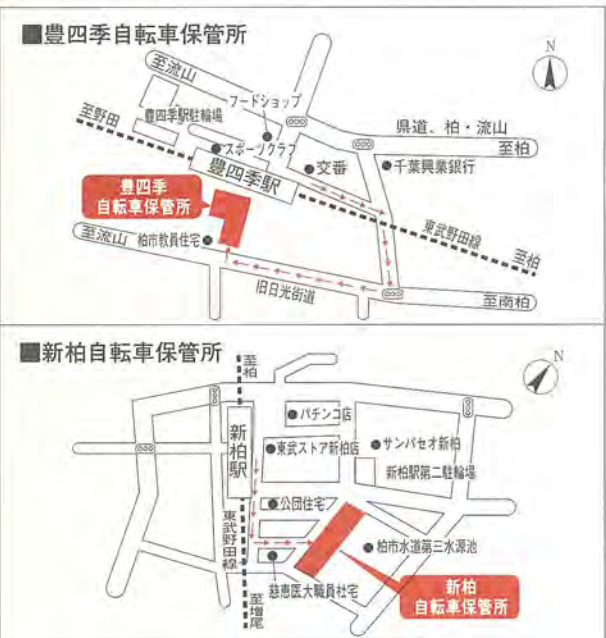 ■豊四季自転車保管所
N
至流山
フードショップ
豊四季駅駐輪場
至野田
県道、柏・流山
至柏
スポーツクラブ
交番
千葉興業銀行
豊四季駅
豊四季
自転車保管所
東武野田線
至柏
至流山
柏市教員住宅
旧日光街道
至南柏
■新柏自転車保管所
至柏
N
パチンコ店
新柏駅
東武ストア新柏店
サンパセオ新柏
新柏駅第二駐輪場
公団住宅
東武野田線
柏市水道第三水源池
慈恵医大職員社宅
至増尾
新柏
自転車保管所